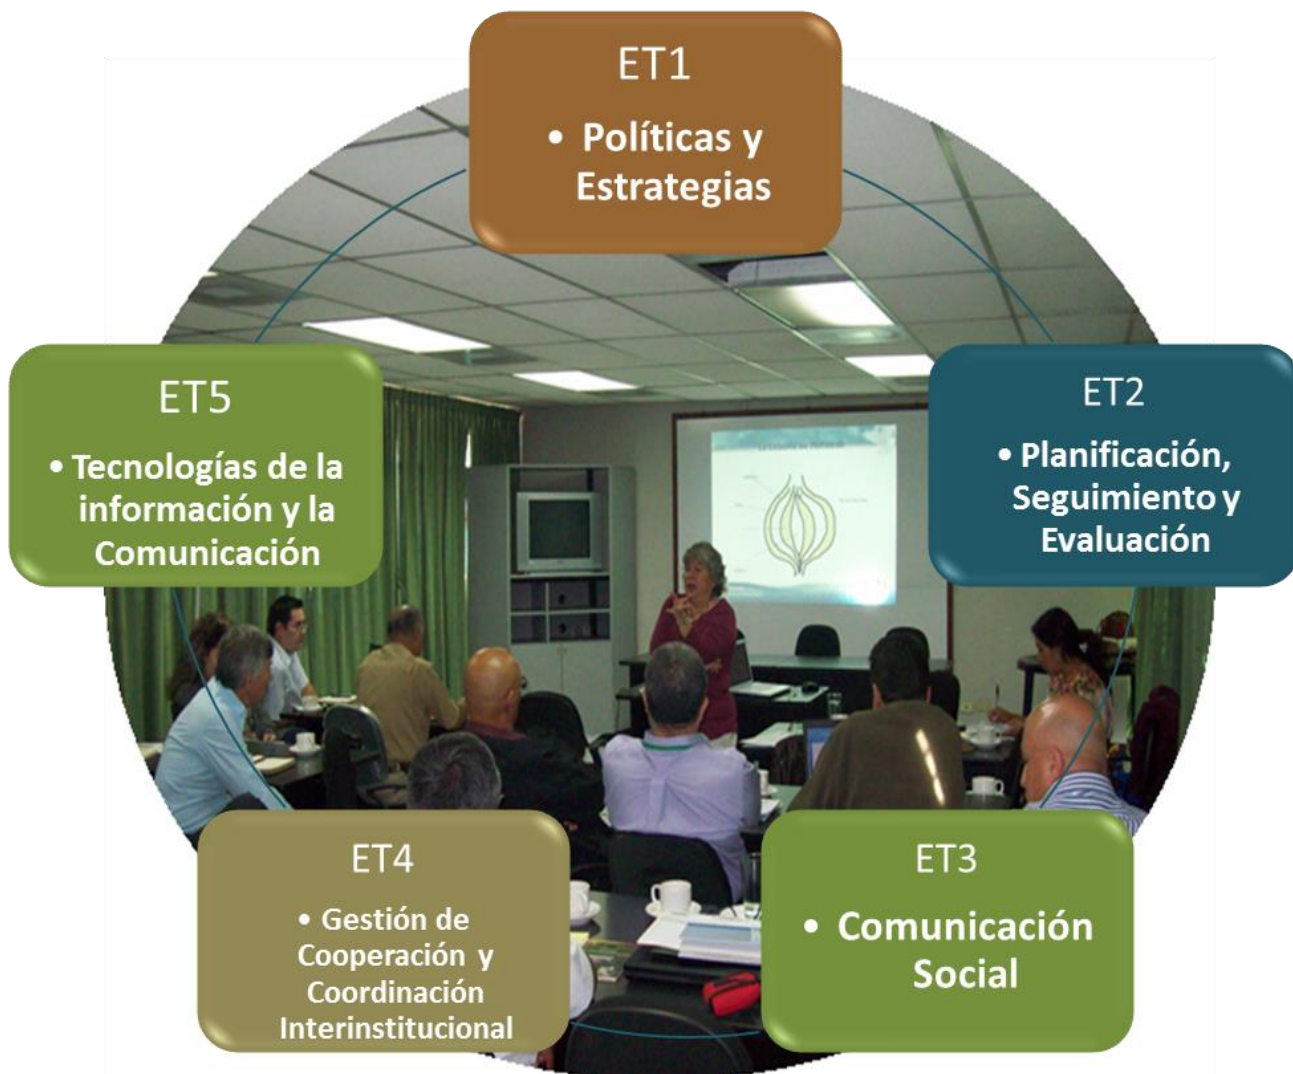 ET1
• Políticas y
Estrategias
ET2
• Planificación,
Seguimiento y
Evaluación
ET3
• Comunicación
Social
ET4
• Gestión de
Cooperación y
Coordinación
Interinstitucional
ET5
• Tecnologías de la
información y la
Comunicación